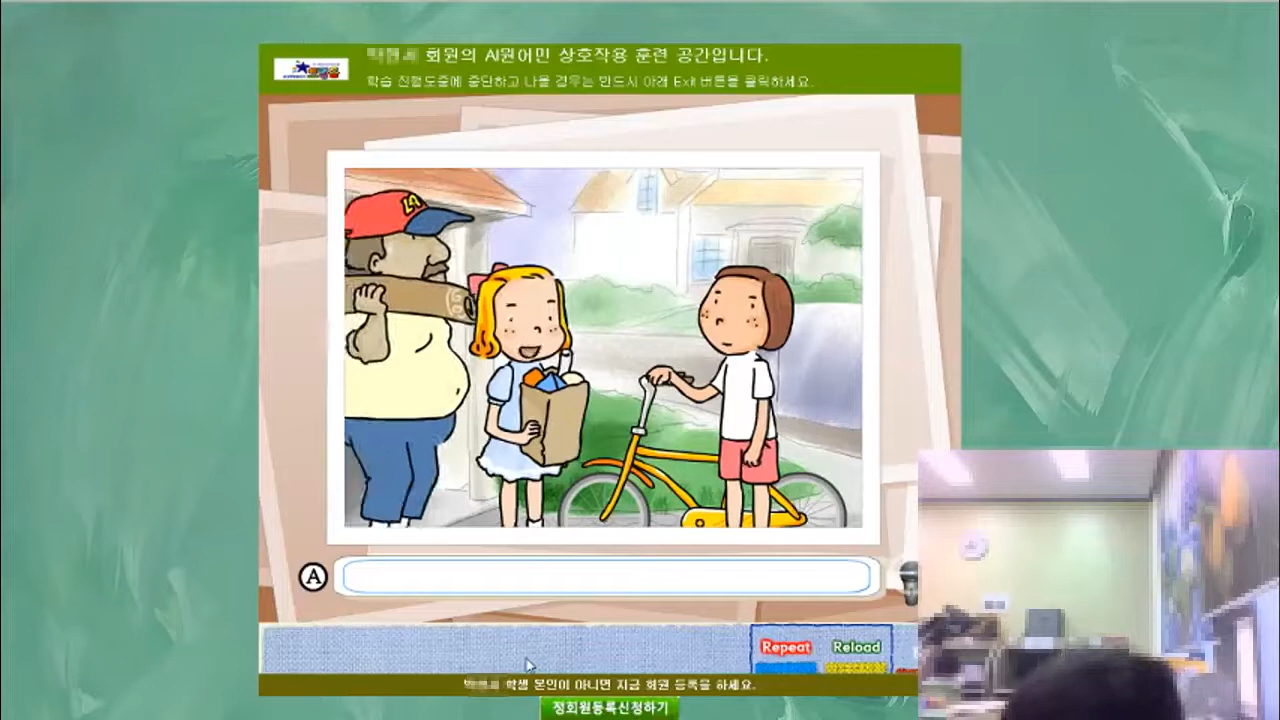 회원의 AI원어민 상호작용 훈련 공간입니다.
학습 진행도중에 중단하고 나올 경우는 반드시 아래 Exit 버튼을 클릭하세요.
LA
A
Repeat
Reload
학생 본인이 아니면 지금 회원 등록을 하세요.
정회원등록신청하기